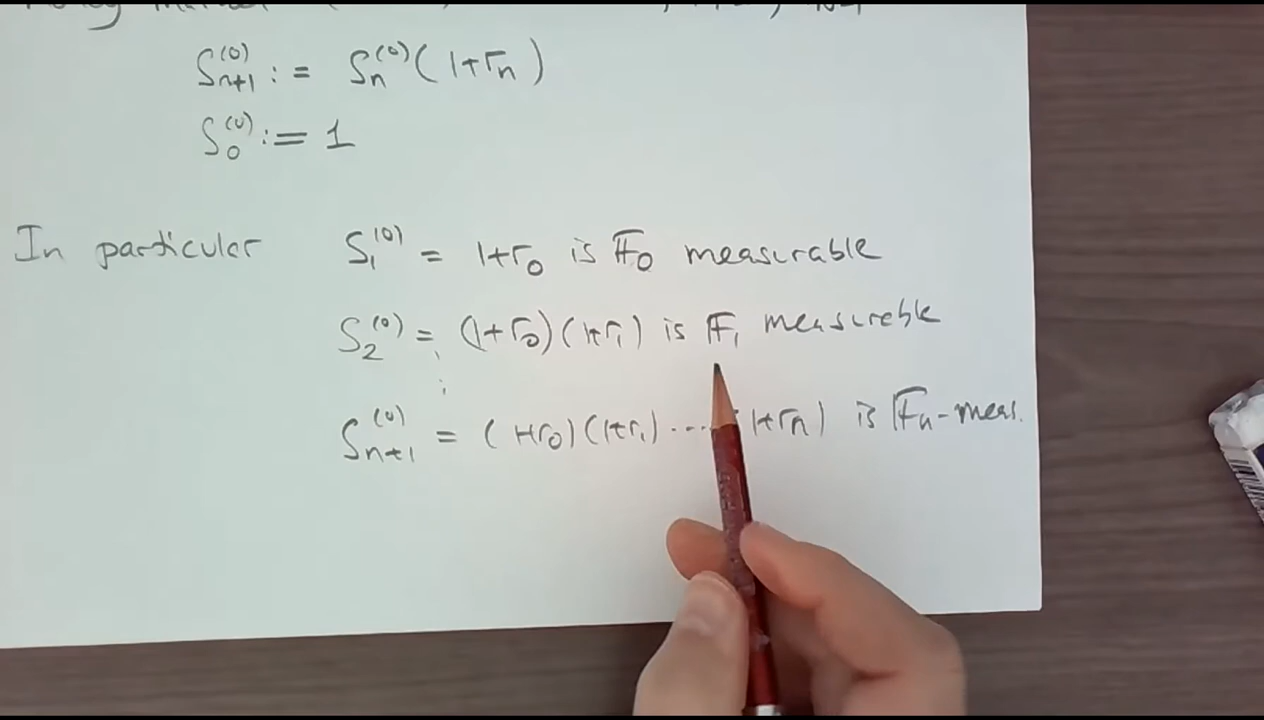 S_{n+1}^{(0)} := S_n^{(0)} (1+r_n)
S_0^{(0)} := 1
In particular S_1^{(0)} = 1+r_0 is F_0 measurable
S_2^{(0)} = (1+r_0)(1+r_1) is F_1 measurable
⋮
S_{n+1}^{(0)} = (1+r_0)(1+r_1) ... (1+r_n) is F_n-meas.